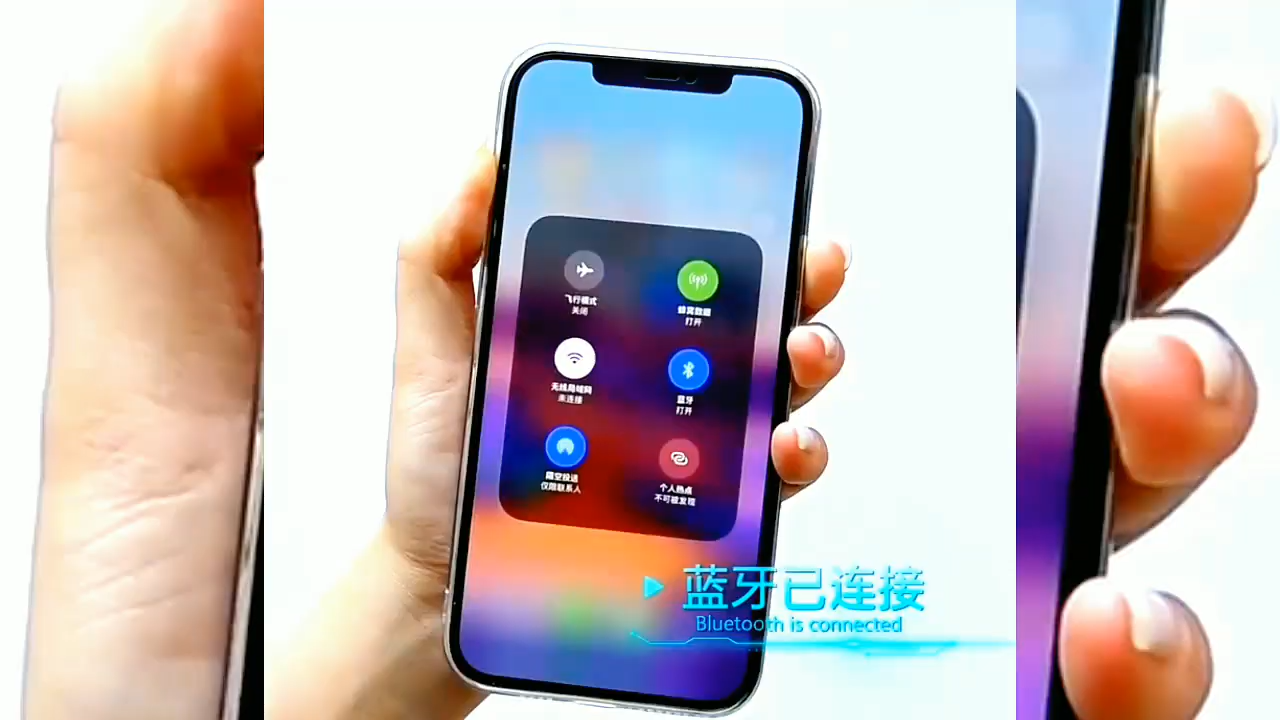 飞行模式
关闭
蜂窝数据
打开
无线局域网
未连接
蓝牙
打开
隔空投送
仅限联系人
个人热点
不可被发现
蓝牙已连接
Bluetooth is connected